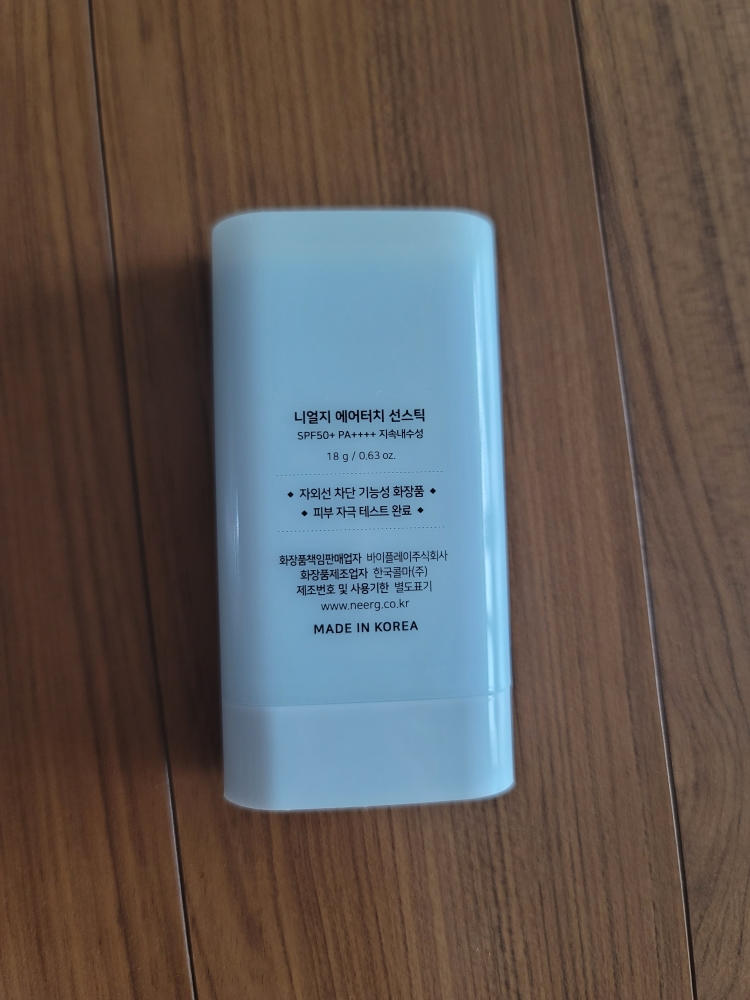 니얼지 에어터치 선스틱
SPF50+ PA++++ 지속내수성
18 g / 0.63 oz.
◆ 자외선 차단 기능성 화장품 ◆
◆ 피부 자극 테스트 완료 ◆
화장품책임판매업자 바이플레이주식회사
화장품제조업자 한국콜마(주)
제조번호 및 사용기한 별도표기
www.neerg.co.kr
MADE IN KOREA